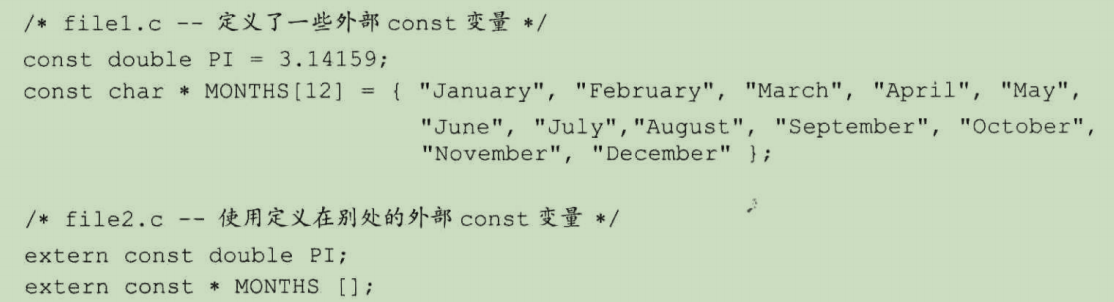 /* file1.c -- 定义了一些外部 const 变量 */
const double PI = 3.14159;
const char * MONTHS[12] = { "January", "February", "March", "April", "May",
"June", "July","August", "September", "October",
"November", "December" };
/* file2.c -- 使用定义在别处的外部 const 变量 */
extern const double PI;
extern const * MONTHS [];